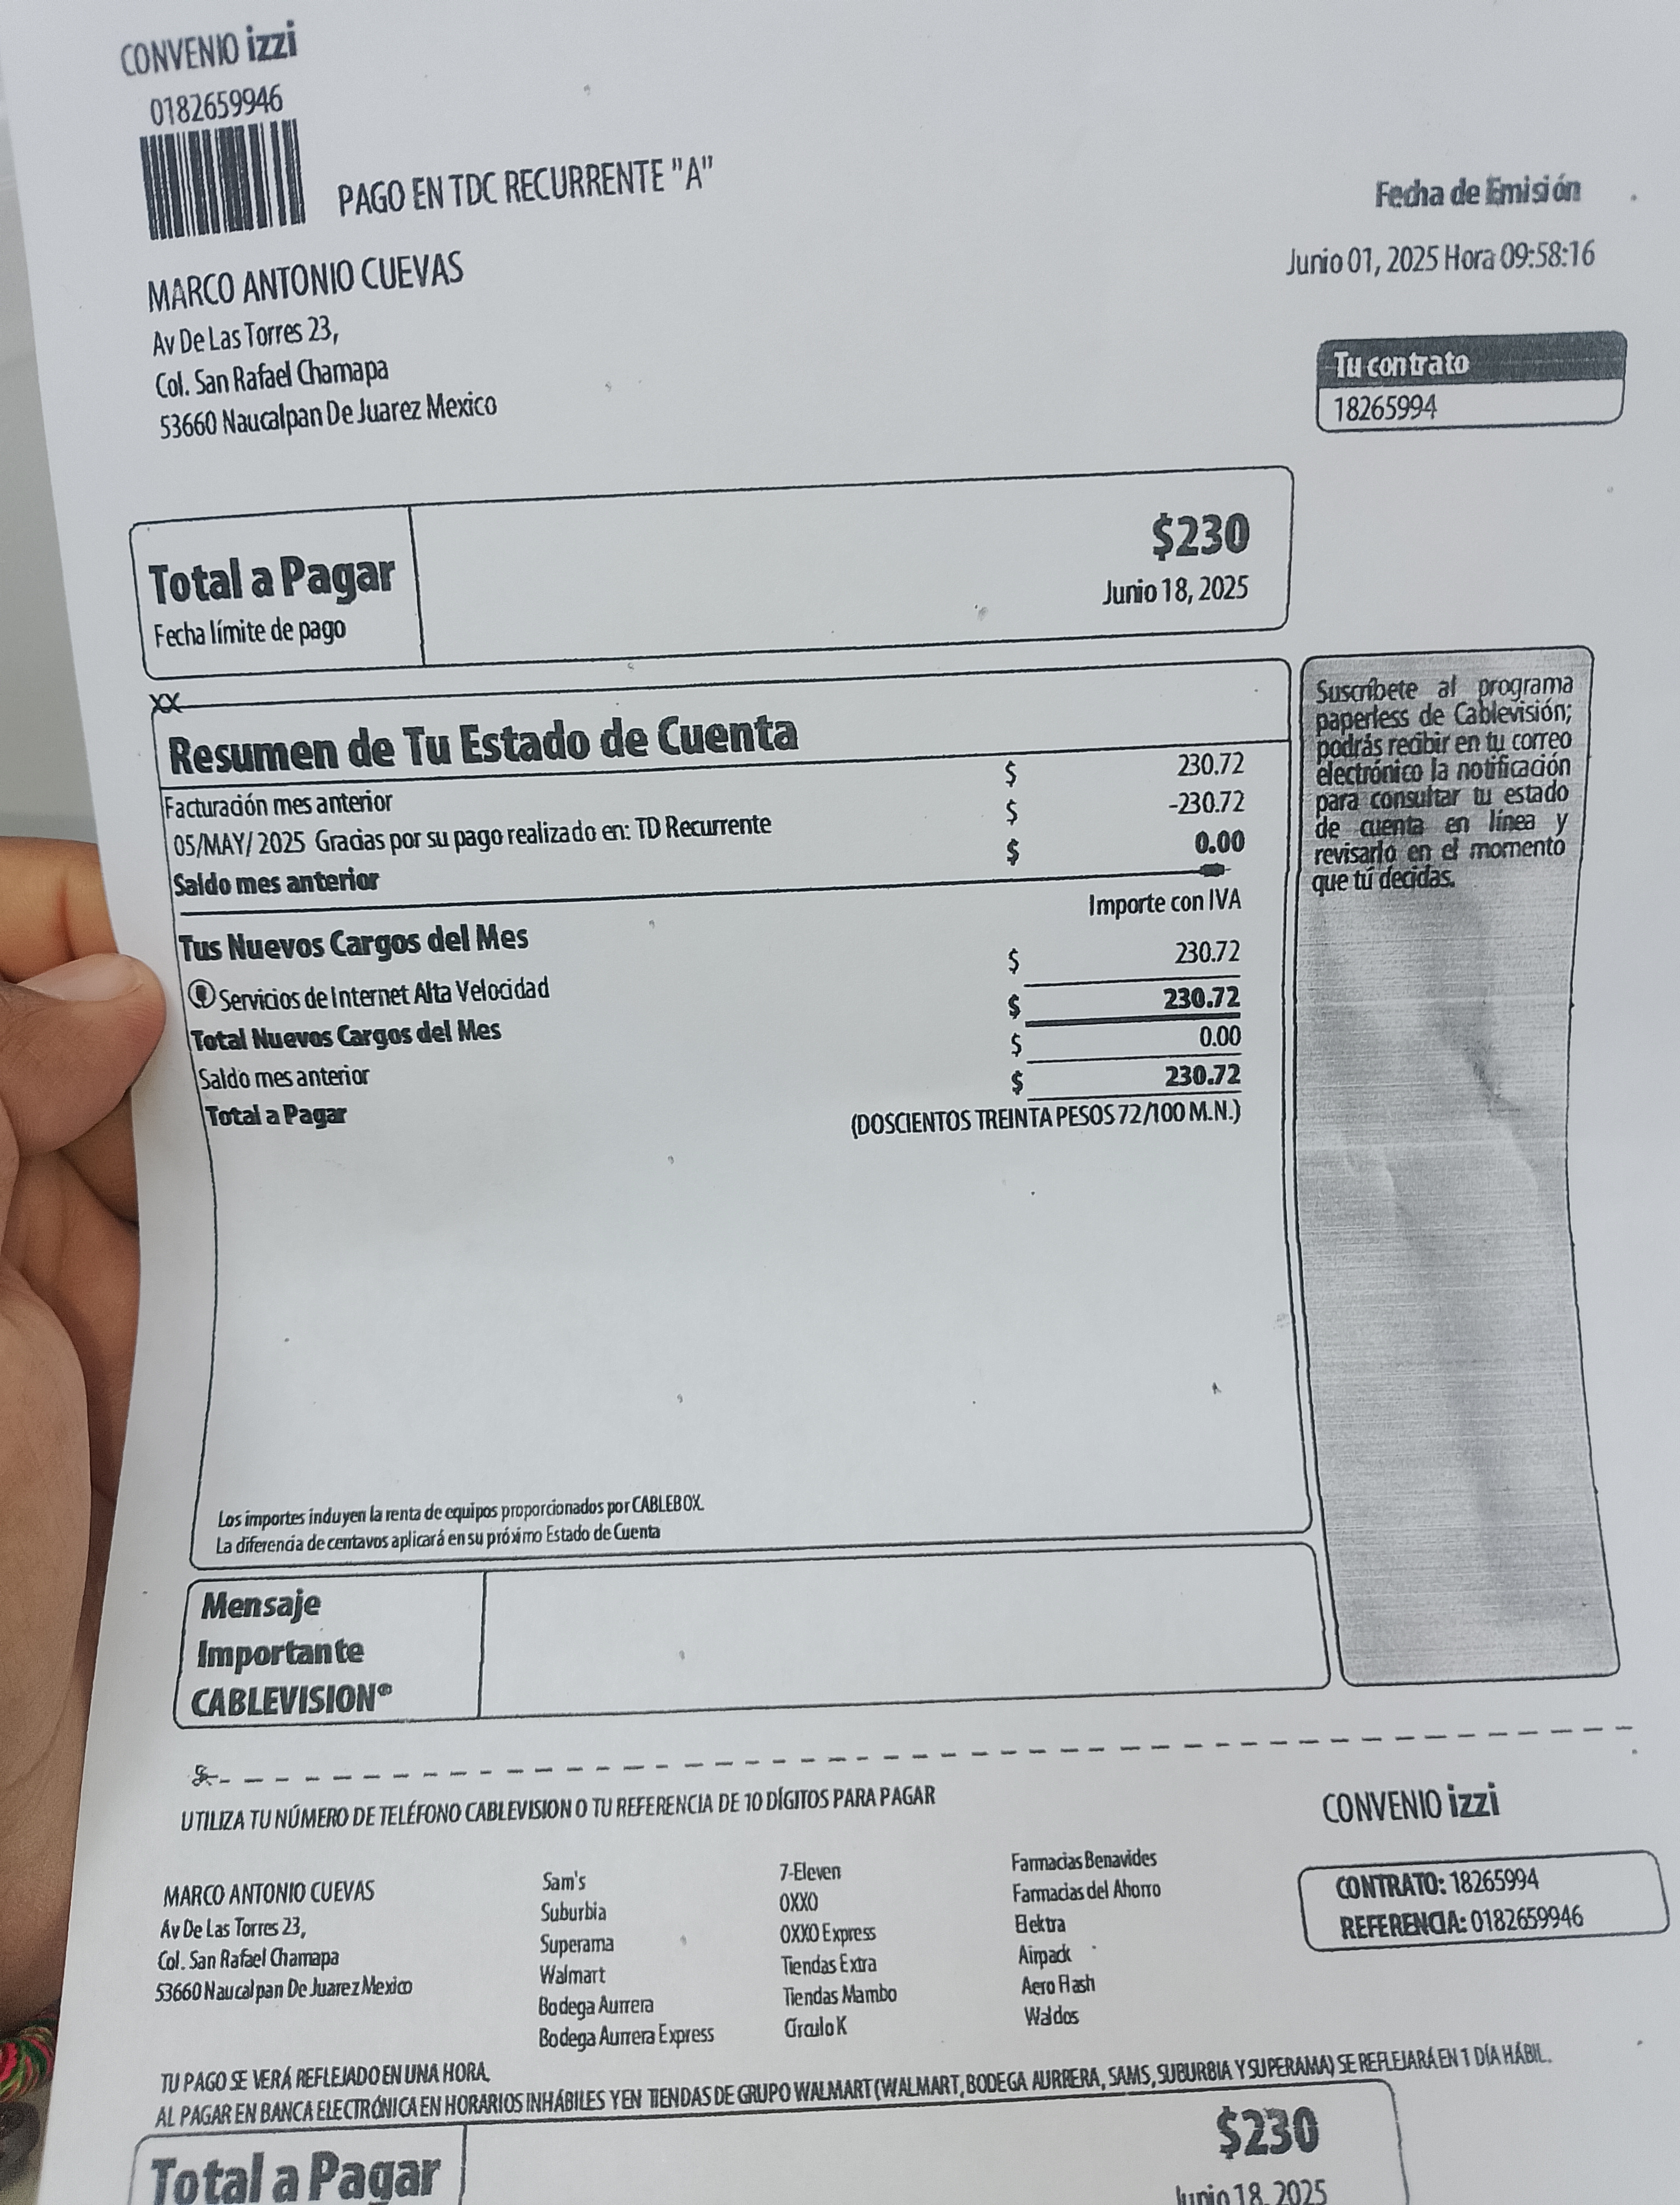 CONVENIO izzi
0182659946
PAGO EN TDC RECURRENTE "A"
Fecha de Emisión
Junio 01, 2025 Hora 09:58:16
MARCO ANTONIO CUEVAS
Av De Las Torres 23,
Col. San Rafael Chamapa
53660 Naucalpan De Juarez Mexico
Tu contrato
18265994
Total a Pagar
$230
Fecha límite de pago
Junio 18, 2025
XX
Resumen de Tu Estado de Cuenta
Facturación mes anterior $ 230.72
05/MAY/ 2025 Gracias por su pago realizado en: TD Recurrente $ -230.72
Saldo mes anterior $ 0.00
Importe con IVA
Tus Nuevos Cargos del Mes
Servicios de Internet Alta Velocidad $ 230.72
Total Nuevos Cargos del Mes $ 230.72
Saldo mes anterior $ 0.00
Total a Pagar $ 230.72
(DOSCIENTOS TREINTA PESOS 72/100 M.N.)
Suscríbete al programa
paperless de Cablevisión;
podrás recibir en tu correo
electrónico la notificación
para consultar tu estado
de cuenta en línea y
revisarlo en el momento
que tú decidas.
Los importes incluyen la renta de equipos proporcionados por CABLEBOX.
La diferencia de centavos aplicará en su próximo Estado de Cuenta
Mensaje
Importante
CABLEVISION®
UTILIZA TU NÚMERO DE TELÉFONO CABLEVISION O TU REFERENCIA DE 10 DÍGITOS PARA PAGAR
CONVENIO izzi
MARCO ANTONIO CUEVAS
Av De Las Torres 23,
Col. San Rafael Chamapa
53660 Naucalpan De Juarez Mexico
Sam's
Suburbia
Superama
Walmart
Bodega Aurrera
Bodega Aurrera Express
7-Eleven
OXXO
OXXO Express
Tiendas Extra
Tiendas Mambo
Círculo K
Farmacias Benavides
Farmacias del Ahorro
Elektra
Airpack
Aero Flash
Waldos
CONTRATO: 18265994
REFERENCIA: 0182659946
TU PAGO SE VERÁ REFLEJADO EN UNA HORA.
AL PAGAR EN BANCA ELECTRÓNICA EN HORARIOS INHÁBILES Y EN TIENDAS DE GRUPO WALMART (WALMART, BODEGA AURRERA, SAMS, SUBURBIA Y SUPERAMA) SE REFLEJARÁ EN 1 DÍA HÁBIL.
Total a Pagar
$230
Junio 18, 2025